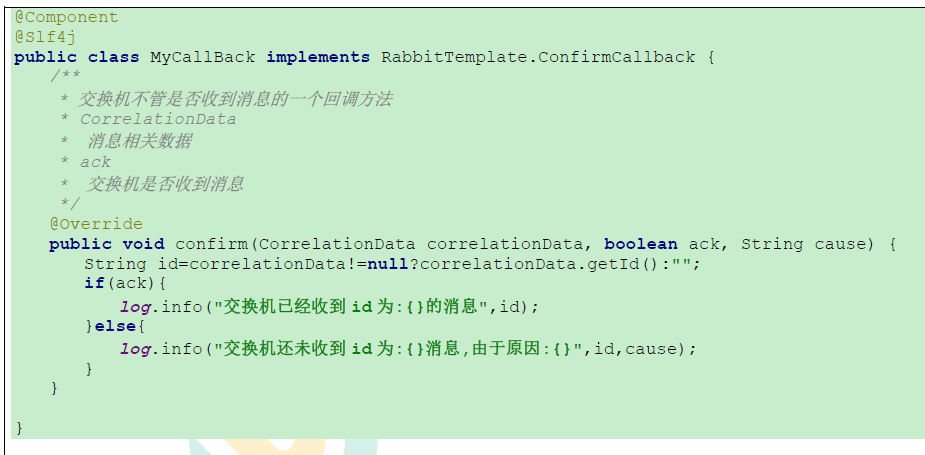 @Component
@Slf4j
public class MyCallBack implements RabbitTemplate.ConfirmCallback {
/**
* 交换机不管是否收到消息的一个回调方法
* CorrelationData
* 消息相关数据
* ack
* 交换机是否收到消息
*/
@Override
public void confirm(CorrelationData correlationData, boolean ack, String cause) {
String id=correlationData!=null?correlationData.getId():"";
if(ack){
log.info("交换机已经收到 id 为:{}的消息",id);
}else{
log.info("交换机还未收到 id 为:{}消息,由于原因:{}",id,cause);
}
}
}